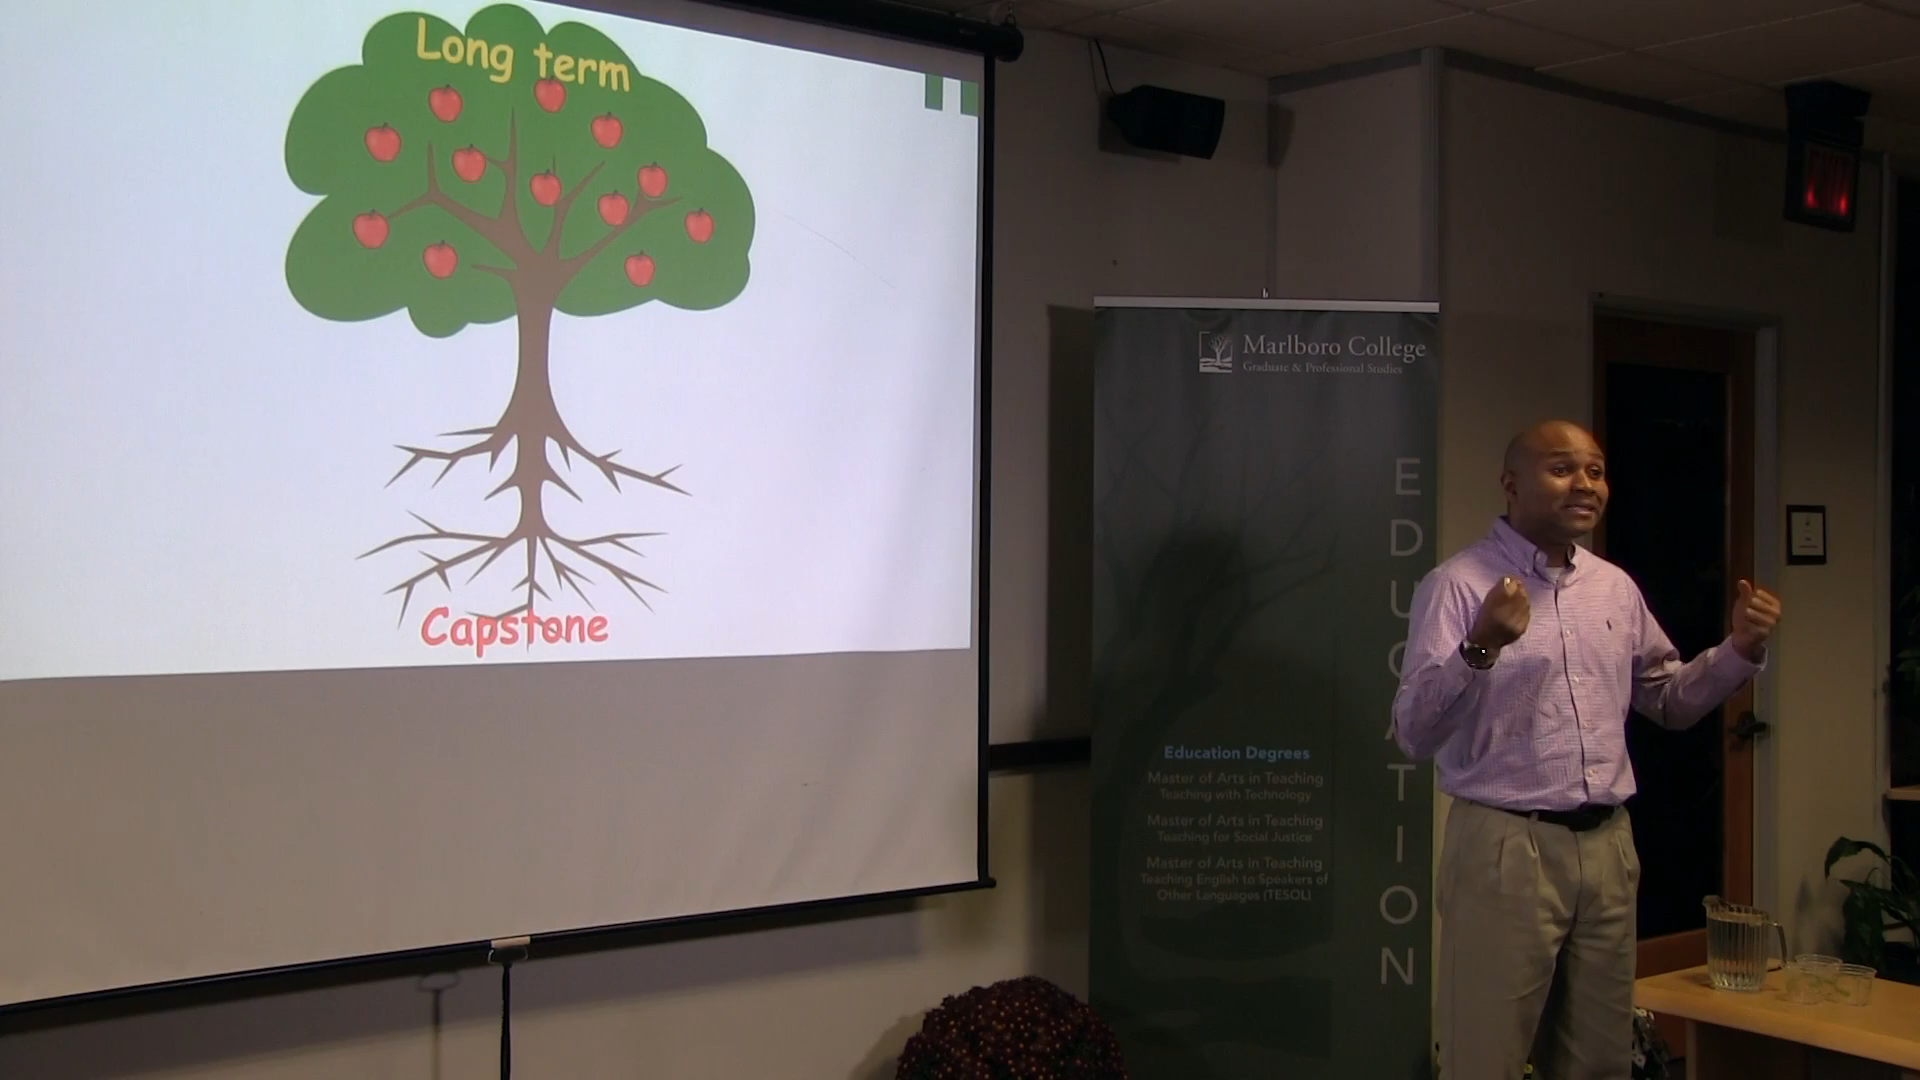 Long term
Capstone
Marlboro College
Graduate & Professional Studies
EDUCATION
Education Degrees
Master of Arts in Teaching
Teaching with Technology
Master of Arts in Teaching
Teaching for Social Justice
Master of Arts in Teaching
Teaching English to Speakers of
Other Languages (TESOL)
EXIT